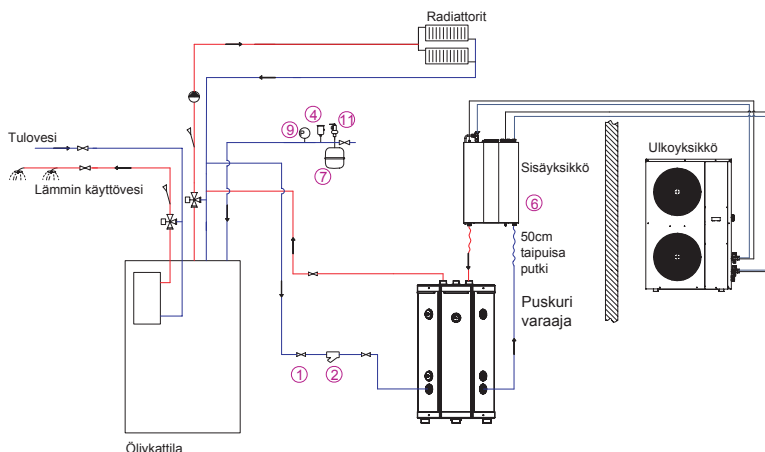 Radiattorit
4
11
9
Tulovesi
7
Lämmin käyttövesi
Sisäyksikkö
Ulkoyksikkö
6
50cm
taipuisa
putki
Puskuri
varaaja
1
2
Öljykattila